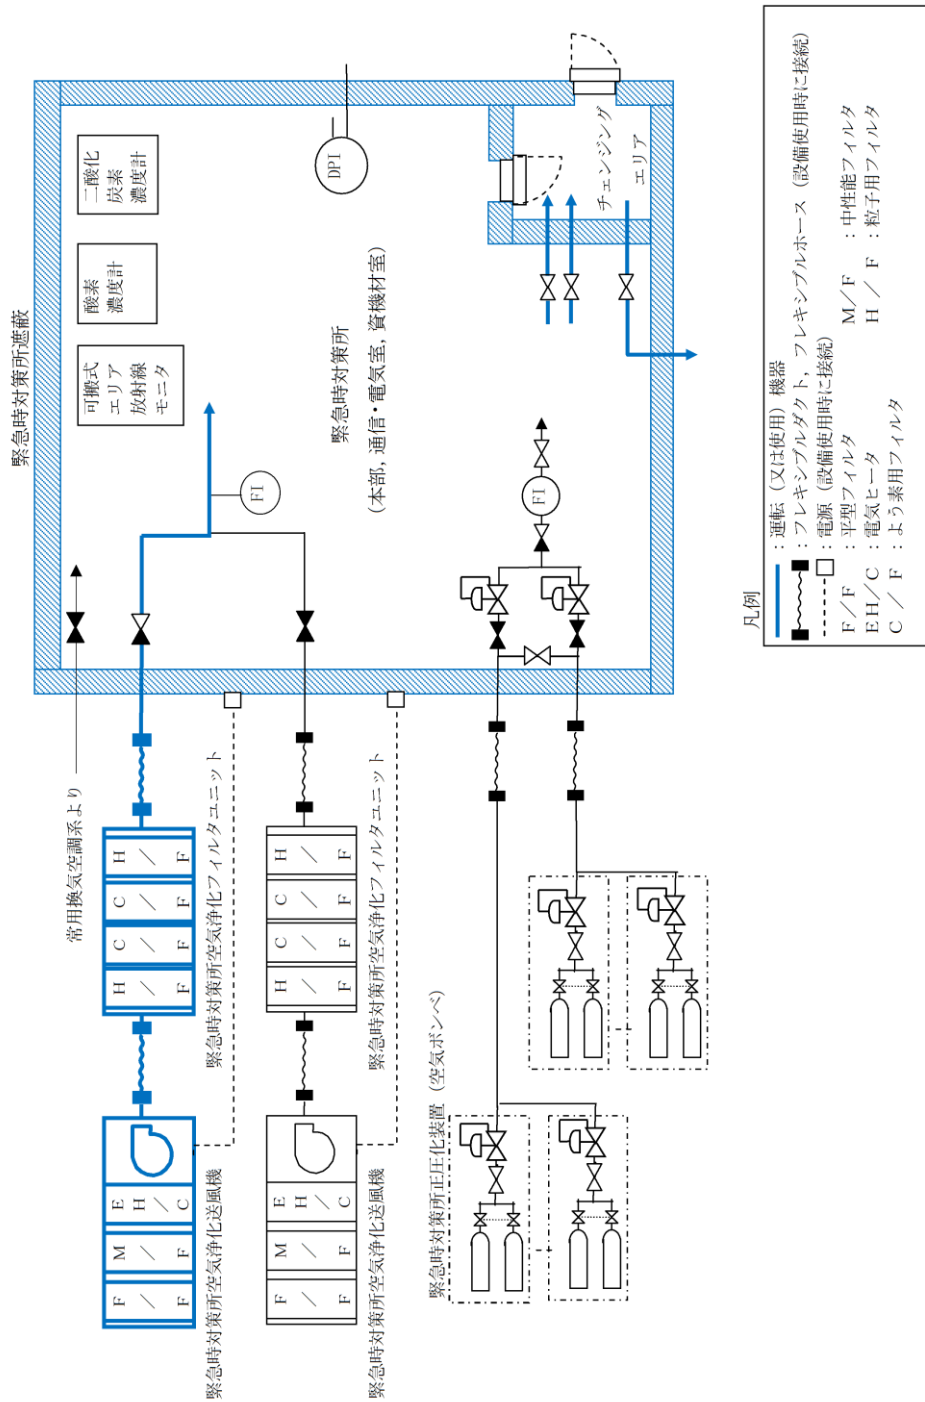 緊急時対策所遮蔽
二酸化
炭素
濃度計
酸素
濃度計
可搬式
エリア
放射線
モニタ
DPI
チェンジング
エリア
緊急時対策所
(本部,通信・電気室,資機材室)
FI
FI
常用換気空調系より
F/F
M/F
EH/C
H/F
C/F
C/F
H/F
緊急時対策所空気浄化送風機
緊急時対策所空気浄化フィルタユニット
F/F
M/F
EH/C
H/F
C/F
C/F
H/F
緊急時対策所空気浄化送風機
緊急時対策所空気浄化フィルタユニット
緊急時対策所正圧化装置(空気ボンベ)
凡例
:運転(又は使用)機器
:フレキシブルダクト,フレキシブルホース(設備使用時に接続)
:電源(設備使用時に接続)
F/F :平型フィルタ
M/F :中性能フィルタ
EH/C :電気ヒータ
H/F :粒子用フィルタ
C/F :よう素用フィルタ